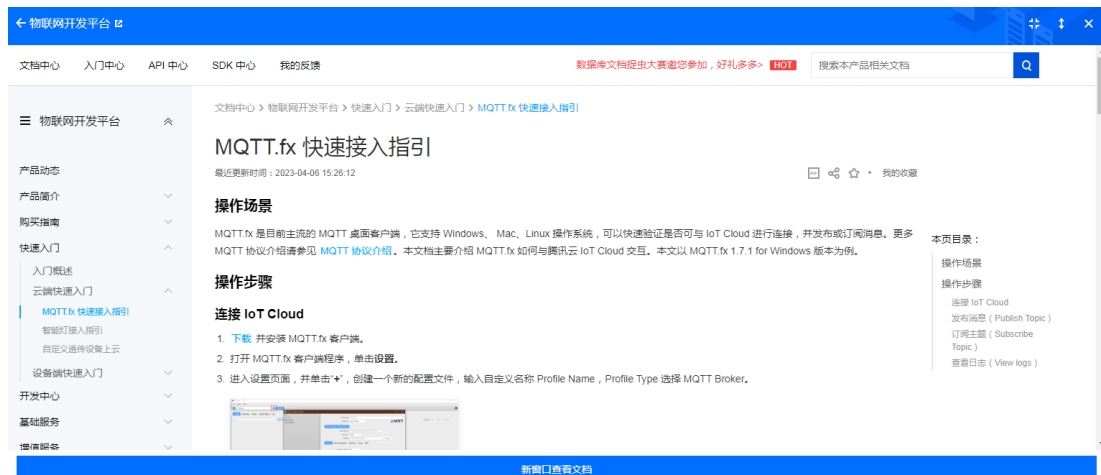 物联网开发平台
文档中心 入门中心 API 中心 SDK 中心 我的反馈 数据库文档捉虫大赛邀您参加，好礼多多> HOT 搜索本产品相关文档
物联网开发平台
产品动态
产品简介
购买指南
快速入门
入门概述
云端快速入门
MQTT.fx 快速接入指引
智能灯接入指引
自定义透传设备上云
设备端快速入门
开发中心
基础服务
增值服务
文档中心 > 物联网开发平台 > 快速入门 > 云端快速入门 > MQTT.fx 快速接入指引
MQTT.fx 快速接入指引
最近更新时间：2023-04-06 15:26:12
我的收藏
操作场景
MQTT.fx 是目前主流的 MQTT 桌面客户端，它支持 Windows、 Mac、Linux 操作系统，可以快速验证是否可与 IoT Cloud 进行连接，并发布或订阅消息。更多
MQTT 协议介绍请参见 MQTT 协议介绍。本文档主要介绍 MQTT.fx 如何与腾讯云 IoT Cloud 交互。本文以 MQTT.fx 1.7.1 for Windows 版本为例。
操作步骤
连接 IoT Cloud
1. 下载 并安装 MQTT.fx 客户端。
2. 打开 MQTT.fx 客户端程序，单击设置。
3. 进入设置页面，并单击“+”，创建一个新的配置文件，输入自定义名称 Profile Name，Profile Type 选择 MQTT Broker。
本页目录：
操作场景
操作步骤
连接 IoT Cloud
发布消息（Publish Topic）
订阅主题（Subscribe
Topic）
查看日志（View logs）
新窗口查看文档